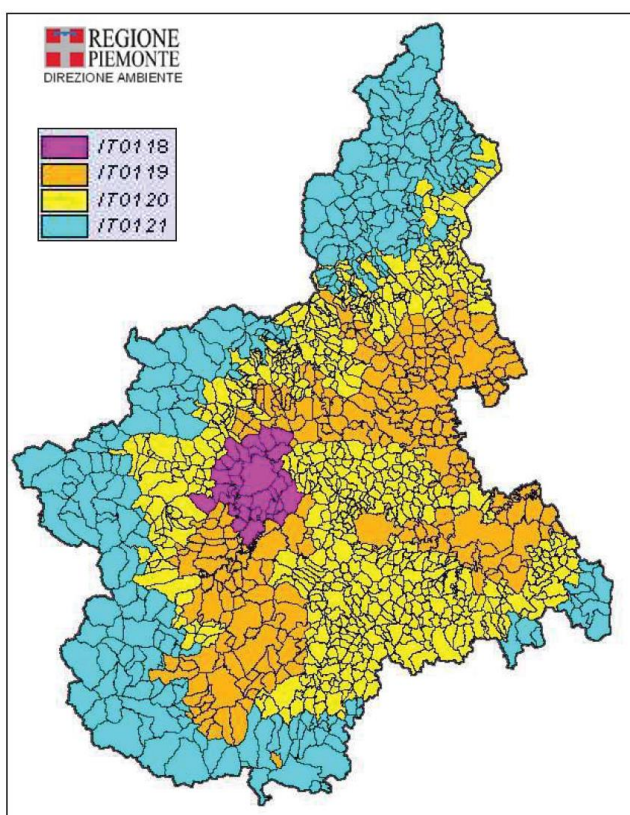 REGIONE
PIEMONTE
DIREZIONE AMBIENTE
IT0118
IT0119
IT0120
IT0121